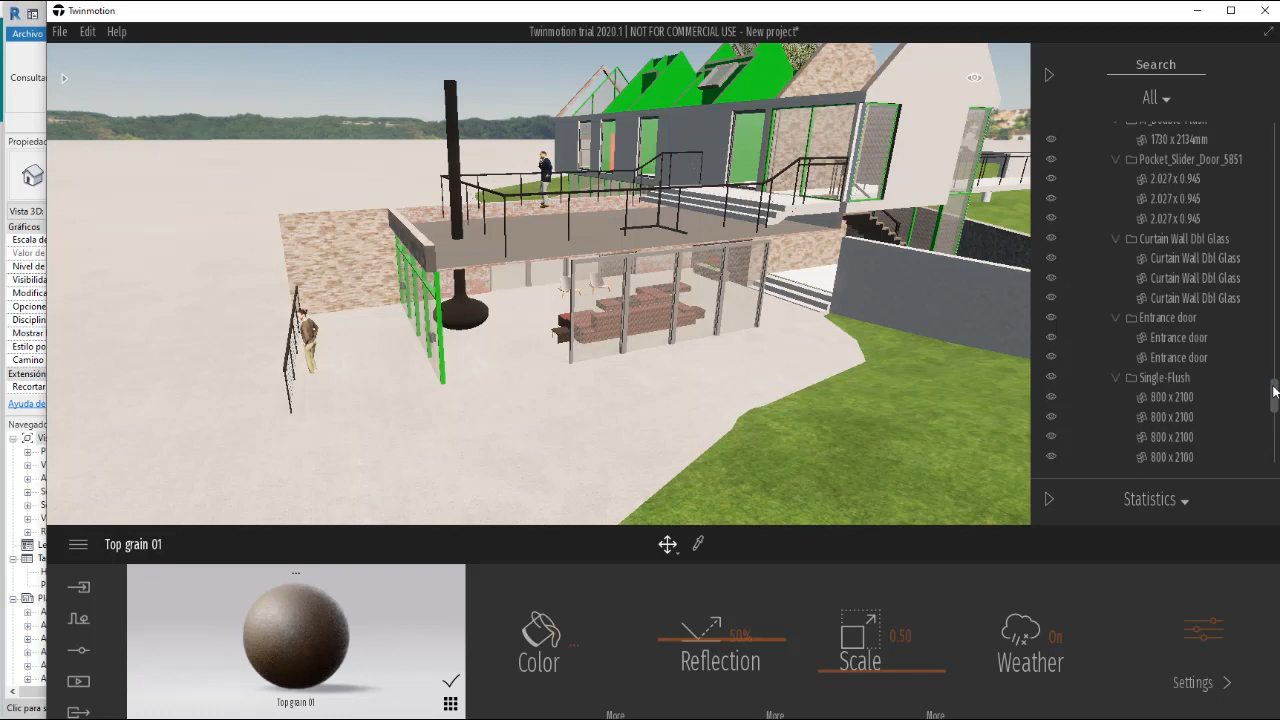 Twinmotion
File Edit Help
Twinmotion trial 2020.1 | NOT FOR COMMERCIAL USE - New project*
Archivo
Consultar
Propiedad
Vista 3D:
Gráficos
Escala de
Valor de
Nivel de
Visibilida
Modifica
Opcione
Disciplin
Mostrar
Estilo po
Camino
Extensión
Recortar
Ayuda de
Navegado
Clic para s
Search
All
1730 x 2134mm
Pocket_Slider_Door_5851
2.027 x 0.945
2.027 x 0.945
2.027 x 0.945
Curtain Wall Dbl Glass
Curtain Wall Dbl Glass
Curtain Wall Dbl Glass
Curtain Wall Dbl Glass
Entrance door
Entrance door
Entrance door
Single-Flush
800 x 2100
800 x 2100
800 x 2100
800 x 2100
Statistics
Top grain 01
...
Top grain 01
Color ...
Reflection 50%
Scale 0.50
Weather On
Settings
More
More
More